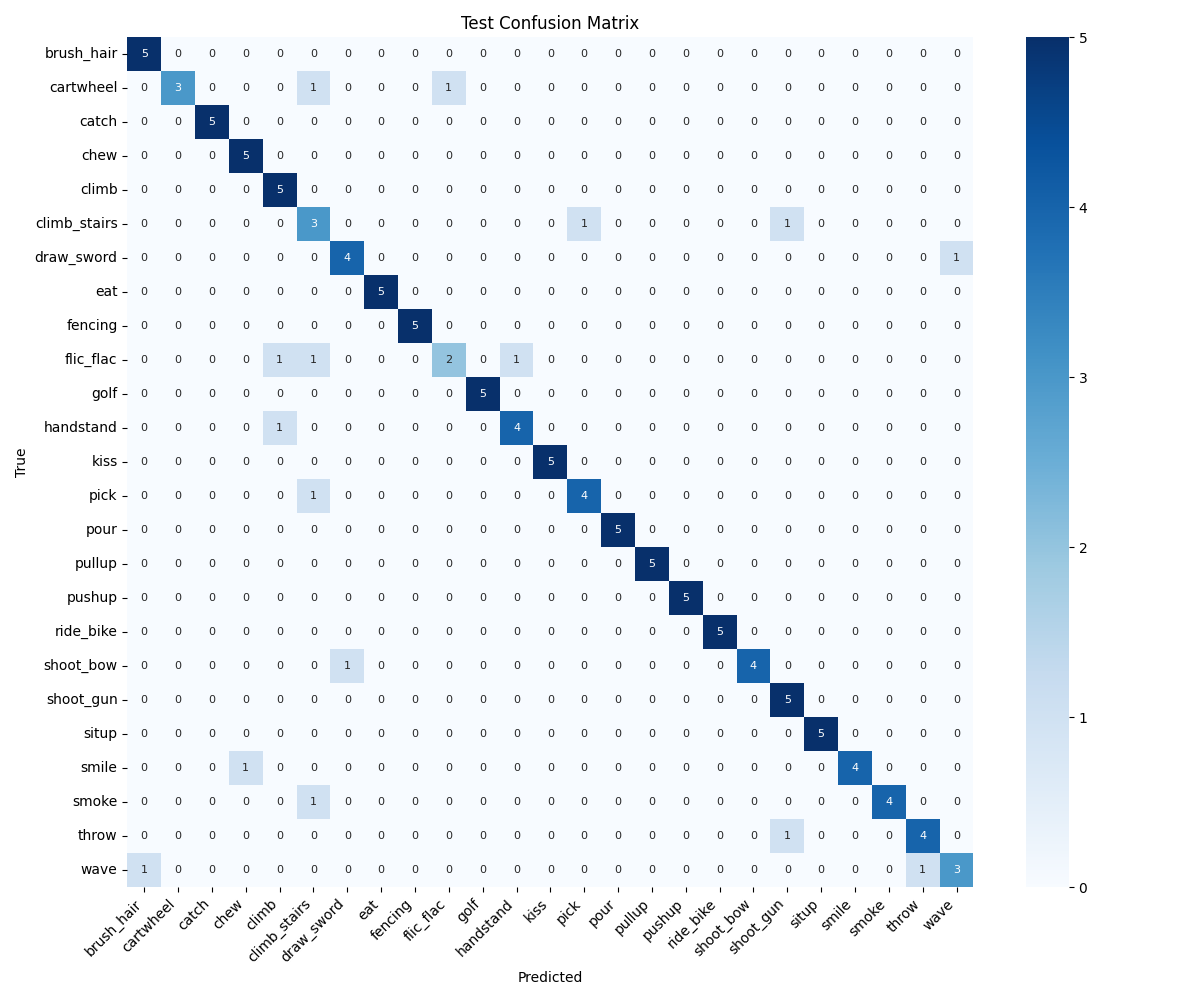 Test Confusion Matrix
brush_hair 5 0 0 0 0 0 0 0 0 0 0 0 0 0 0 0 0 0 0 0 0 0 0 0 0
cartwheel 0 3 0 0 0 1 0 0 0 1 0 0 0 0 0 0 0 0 0 0 0 0 0 0 0
catch 0 0 5 0 0 0 0 0 0 0 0 0 0 0 0 0 0 0 0 0 0 0 0 0 0
chew 0 0 0 5 0 0 0 0 0 0 0 0 0 0 0 0 0 0 0 0 0 0 0 0 0
climb 0 0 0 0 5 0 0 0 0 0 0 0 0 0 0 0 0 0 0 0 0 0 0 0 0
climb_stairs 0 0 0 0 0 3 0 0 0 0 0 0 0 1 0 0 0 0 0 1 0 0 0 0 0
draw_sword 0 0 0 0 0 0 4 0 0 0 0 0 0 0 0 0 0 0 0 0 0 0 0 0 1
eat 0 0 0 0 0 0 0 5 0 0 0 0 0 0 0 0 0 0 0 0 0 0 0 0 0
fencing 0 0 0 0 0 0 0 0 5 0 0 0 0 0 0 0 0 0 0 0 0 0 0 0 0
flic_flac 0 0 0 0 1 1 0 0 0 2 0 1 0 0 0 0 0 0 0 0 0 0 0 0 0
golf 0 0 0 0 0 0 0 0 0 0 5 0 0 0 0 0 0 0 0 0 0 0 0 0 0
handstand 0 0 0 0 1 0 0 0 0 0 0 4 0 0 0 0 0 0 0 0 0 0 0 0 0
kiss 0 0 0 0 0 0 0 0 0 0 0 0 5 0 0 0 0 0 0 0 0 0 0 0 0
pick 0 0 0 0 0 1 0 0 0 0 0 0 0 4 0 0 0 0 0 0 0 0 0 0 0
pour 0 0 0 0 0 0 0 0 0 0 0 0 0 0 5 0 0 0 0 0 0 0 0 0 0
pullup 0 0 0 0 0 0 0 0 0 0 0 0 0 0 0 5 0 0 0 0 0 0 0 0 0
pushup 0 0 0 0 0 0 0 0 0 0 0 0 0 0 0 0 5 0 0 0 0 0 0 0 0
ride_bike 0 0 0 0 0 0 0 0 0 0 0 0 0 0 0 0 0 5 0 0 0 0 0 0 0
shoot_bow 0 0 0 0 0 0 1 0 0 0 0 0 0 0 0 0 0 0 4 0 0 0 0 0 0
shoot_gun 0 0 0 0 0 0 0 0 0 0 0 0 0 0 0 0 0 0 0 5 0 0 0 0 0
situp 0 0 0 0 0 0 0 0 0 0 0 0 0 0 0 0 0 0 0 0 5 0 0 0 0
smile 0 0 0 1 0 0 0 0 0 0 0 0 0 0 0 0 0 0 0 0 0 4 0 0 0
smoke 0 0 0 0 0 1 0 0 0 0 0 0 0 0 0 0 0 0 0 0 0 0 4 0 0
throw 0 0 0 0 0 0 0 0 0 0 0 0 0 0 0 0 0 0 0 1 0 0 0 4 0
wave 1 0 0 0 0 0 0 0 0 0 0 0 0 0 0 0 0 0 0 0 0 0 0 1 3
True
brush_hair cartwheel catch chew climb climb_stairs draw_sword eat fencing flic_flac golf handstand kiss pick pour pullup pushup ride_bike shoot_bow shoot_gun situp smile smoke throw wave
Predicted
5
4
3
2
1
0